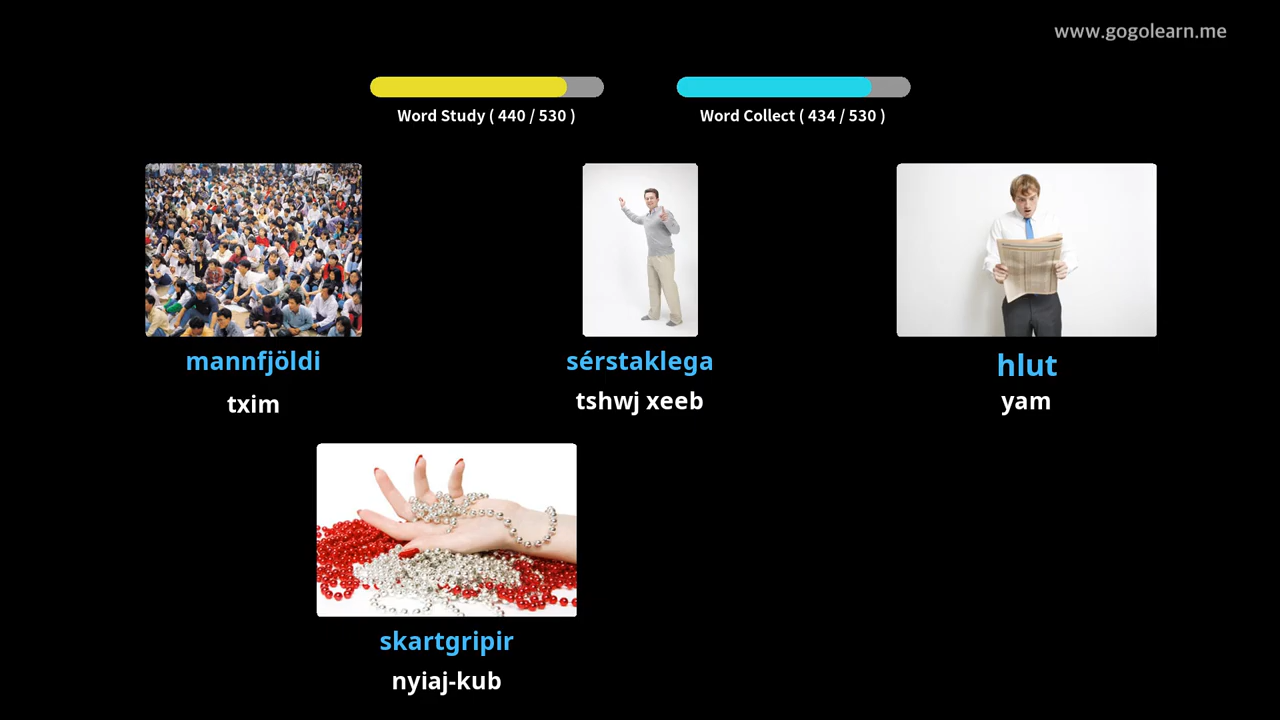 www.gogolearn.me
Word Study ( 440 / 530 )
Word Collect ( 434 / 530 )
mannfjöldi
txim
sérstaklega
tshwj xeeb
hlut
yam
skartgripir
nyiaj-kub